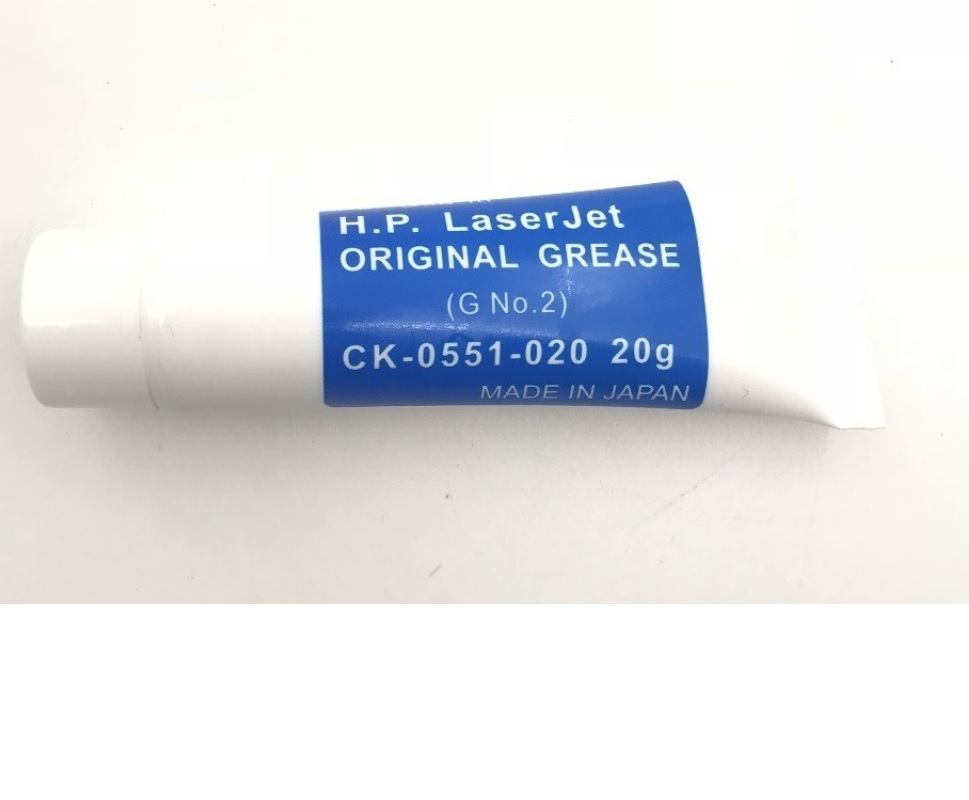 H.P. LaserJet
ORIGINAL GREASE
(G No.2)
CK-0551-020 20g
MADE IN JAPAN